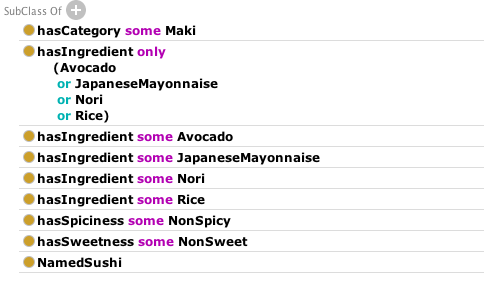 SubClass Of
hasCategory some Maki
hasIngredient only
(Avocado
or JapaneseMayonnaise
or Nori
or Rice)
hasIngredient some Avocado
hasIngredient some JapaneseMayonnaise
hasIngredient some Nori
hasIngredient some Rice
hasSpiciness some NonSpicy
hasSweetness some NonSweet
NamedSushi